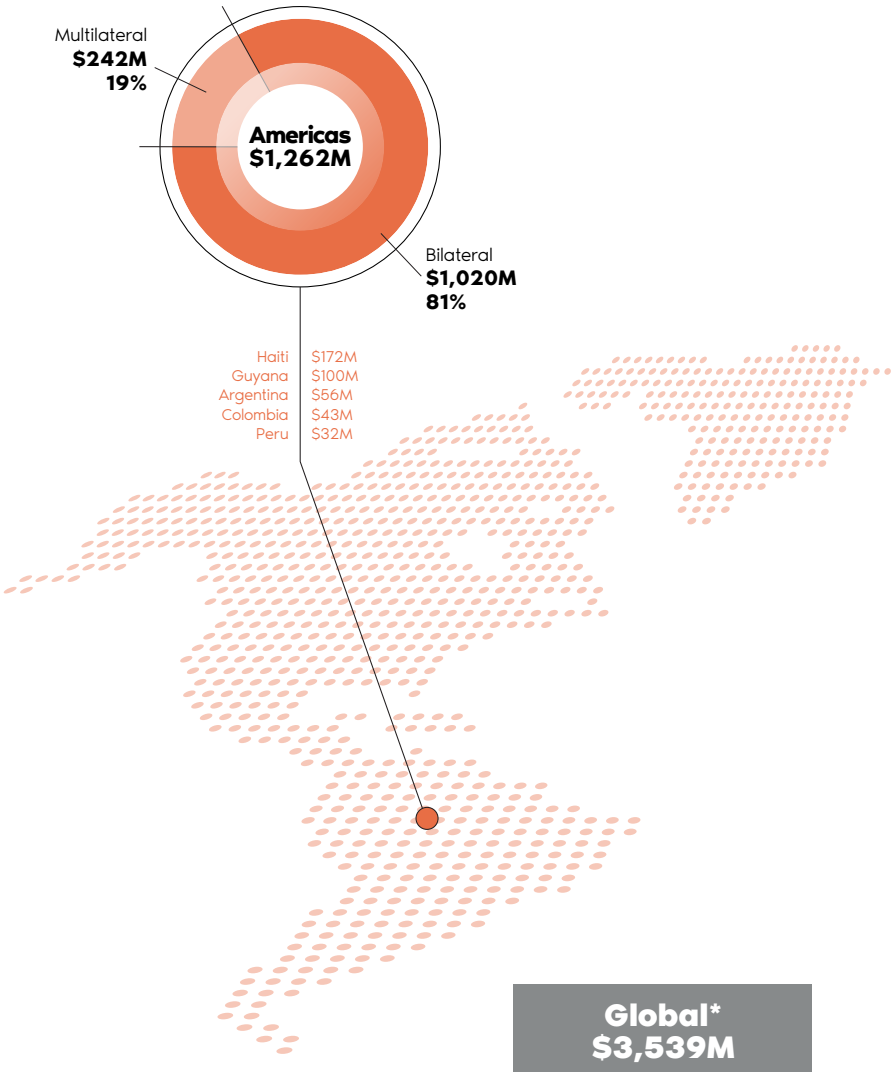 Multilateral
$242M
19%
Americas
$1,262M
Bilateral
$1,020M
81%
Haiti $172M
Guyana $100M
Argentina $56M
Colombia $43M
Peru $32M
Global*
$3,539M